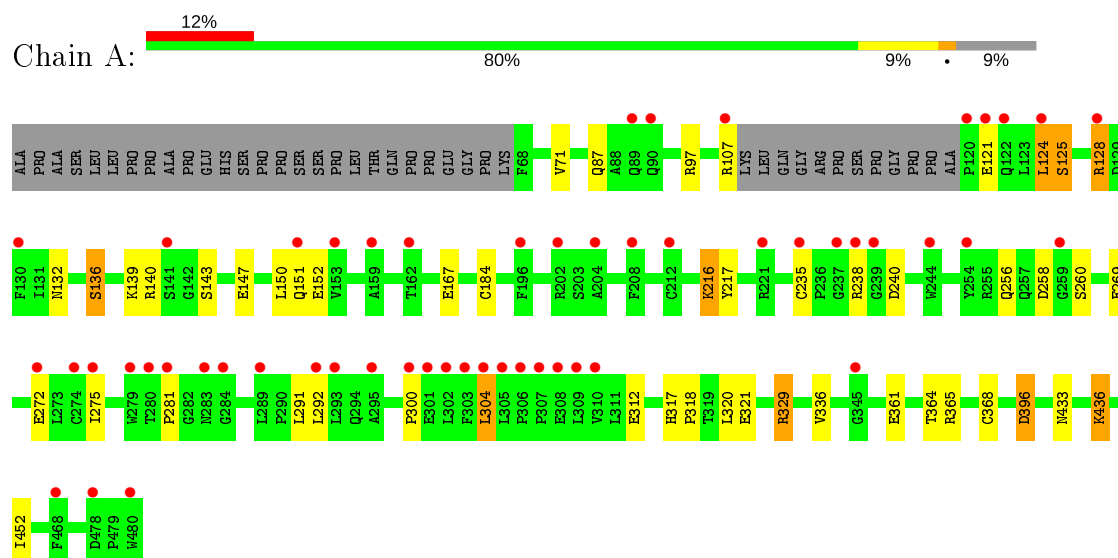 12%
Chain A:
80% 9% • 9%
ALA PRO ALA SER LEU LEU PRO PRO ALA PRO GLU HIS SER PRO PRO SER SER PRO LEU THR GLN PRO PRO GLU GLY PRO LYS F68 V71 Q87 A88 Q89 Q90 R97 R107 LYS LEU GLN GLY ARG PRO SER PRO GLY PRO PRO ALA P120 E121 Q122 L123 L124 S125 R128 D129
F130 I131 N132 S136 K139 R140 S141 G142 S143 E147 L150 Q151 E152 V153 A159 T162 E167 C184 F196 R202 S203 A204 F208 C212 K216 Y217 R221 C235 P236 G237 R238 G239 D240 W244 Y254 R255 Q256 Q257 D258 G259 S260 E269
E272 L273 C274 I275 W279 T280 P281 G282 N283 G284 L289 P290 L291 L292 L293 Q294 A295 P300 E301 L302 F303 L304 L305 P306 P307 E308 L309 V310 L311 E312 H317 P318 T319 L320 E321 R329 V336 G345 E361 T364 R365 C368 D396 N433 K436
I452 F468 D478 P479 W480